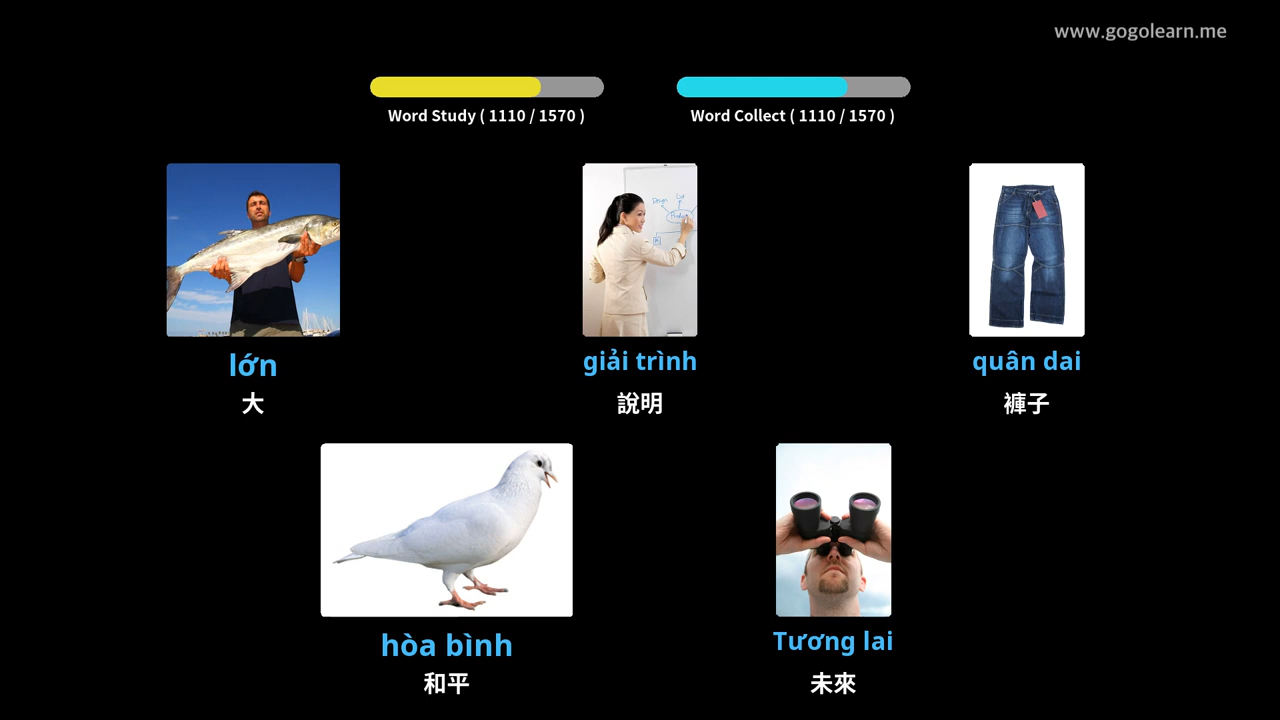 www.gogolearn.me
Word Study ( 1110 / 1570 )
Word Collect ( 1110 / 1570 )
lớn
大
giải trình
說明
quân dai
褲子
hòa bình
和平
Tương lai
未來